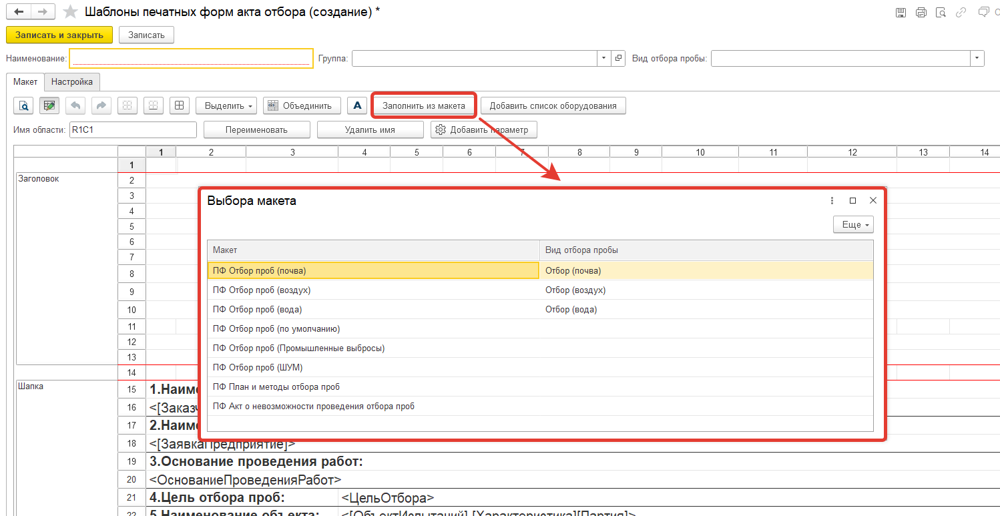 Шаблоны печатных форм акта отбора (создание) *
Записать и закрыть Записать
Наименование: Группа: Вид отбора пробы:
Макет Настройка
Выделить Объединить А Заполнить из макета Добавить список оборудования
Имя области: R1C1 Переименовать Удалить имя Добавить параметр
1 2 3 4 5 6 7 8 9 10 11 12 13 14
1
Заголовок 2
3
4
5
6
7
8
9
10
11
12
13
14
Выбора макета
Еще
Макет Вид отбора пробы
ПФ Отбор проб (почва) Отбор (почва)
ПФ Отбор проб (воздух) Отбор (воздух)
ПФ Отбор проб (вода) Отбор (вода)
ПФ Отбор проб (по умолчанию)
ПФ Отбор проб (Промышленные выбросы)
ПФ Отбор проб (ШУМ)
ПФ План и методы отбора проб
ПФ Акт о невозможности проведения отбора проб
Шапка 15 1.Наим
16 <[Заказч
17 2.Наим
18 <[ЗаявкаПредприятие]>
19 3.Основание проведения работ:
20 <ОснованиеПроведенияРабот>
21 4.Цель отбора проб: <ЦельОтбора>
22 5.Наименование объекта: <[ОбъектИспытаний] [Характеристика][Партия]>